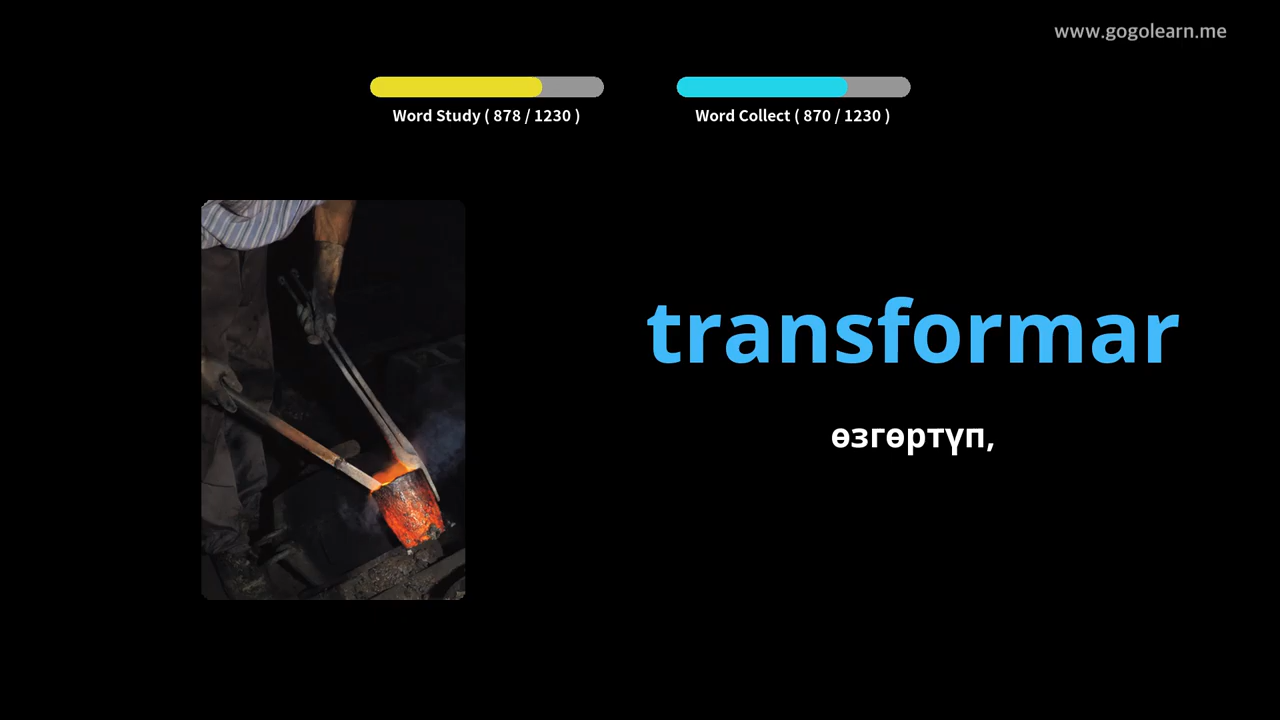 www.gogolearn.me
Word Study ( 878 / 1230 )
Word Collect ( 870 / 1230 )
transformar
өзгөртүп,